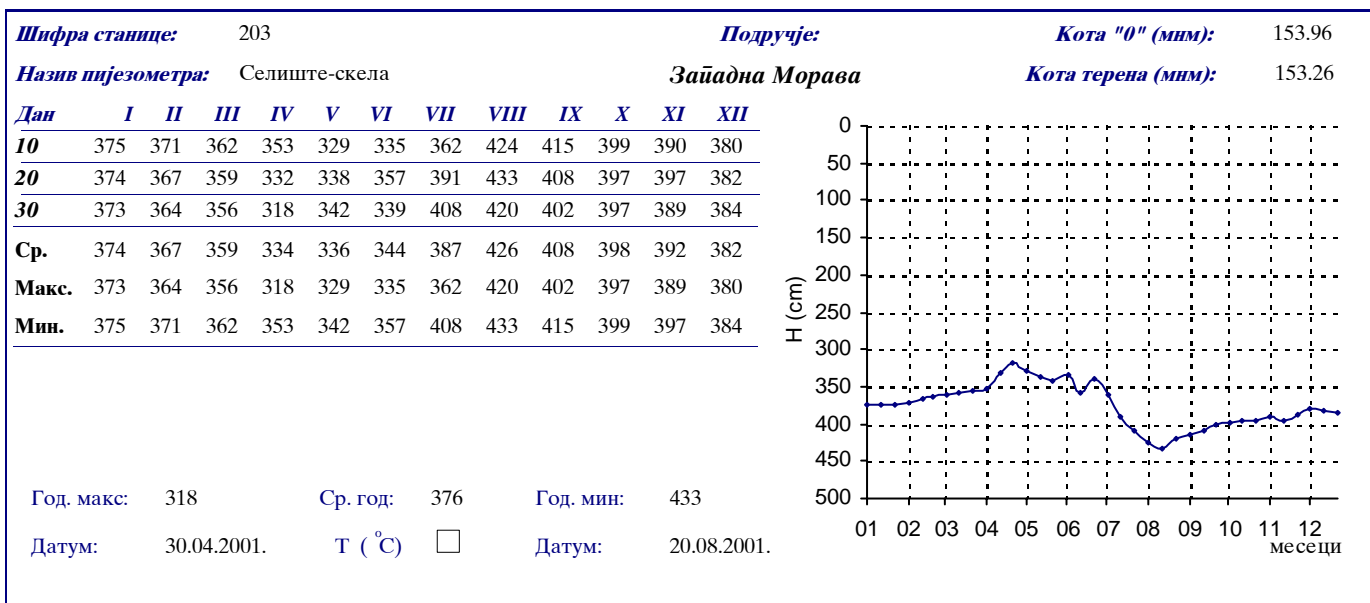 Шифра станице: 203 Подручје: Кота "0" (мнм): 153.96
Назив пијезометра: Селиште-скела Западна Морава Кота терена (мнм): 153.26
Дан I II III IV V VI VII VIII IX X XI XII
10 375 371 362 353 329 335 362 424 415 399 390 380
20 374 367 359 332 338 357 391 433 408 397 397 382
30 373 364 356 318 342 339 408 420 402 397 389 384
Ср. 374 367 359 334 336 344 387 426 408 398 392 382
Макс. 373 364 356 318 329 335 362 420 402 397 389 380
Мин. 375 371 362 353 342 357 408 433 415 399 397 384
0
50
100
150
200
250
300
350
400
450
500
H (cm)
01 02 03 04 05 06 07 08 09 10 11 12
месеци
Год. макс: 318 Ср. год: 376 Год. мин: 433
Датум: 30.04.2001. Т ( °С) Датум: 20.08.2001.